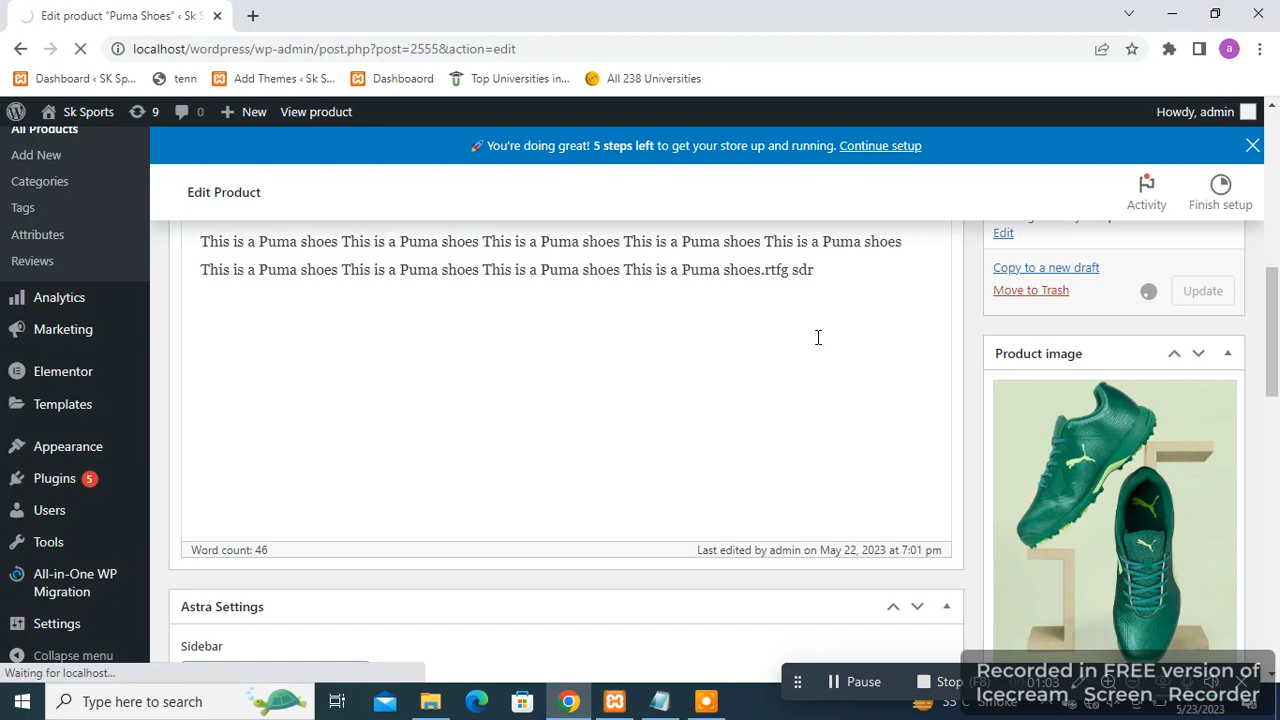 Edit product “Puma Shoes” ‹ Sk S
localhost/wordpress/wp-admin/post.php?post=2555&action=edit
a
Dashboard ‹ SK Sp...
tenn
Add Themes ‹ Sk S...
Dashboaord
Top Universities in...
All 238 Universities
Sk Sports
9
0
New
View product
Howdy, admin
All Products
Add New
Categories
Tags
Attributes
Reviews
Analytics
Marketing
Elementor
Templates
Appearance
Plugins 5
Users
Tools
All-in-One WP
Migration
Settings
Collapse menu
🚀 You're doing great! 5 steps left to get your store up and running. Continue setup
Edit Product
Activity
Finish setup
This is a Puma shoes This is a Puma shoes This is a Puma shoes This is a Puma shoes This is a Puma shoes
This is a Puma shoes This is a Puma shoes This is a Puma shoes This is a Puma shoes.rtfg sdr
Word count: 46
Last edited by admin on May 22, 2023 at 7:01 pm
Astra Settings
Sidebar
Edit
Copy to a new draft
Move to Trash
Update
Product image
Waiting for localhost...
Pause
Stop (F8)
01:03
Recorded in FREE version of
Icecream Screen Recorder
Type here to search
Smoke
5/23/2023